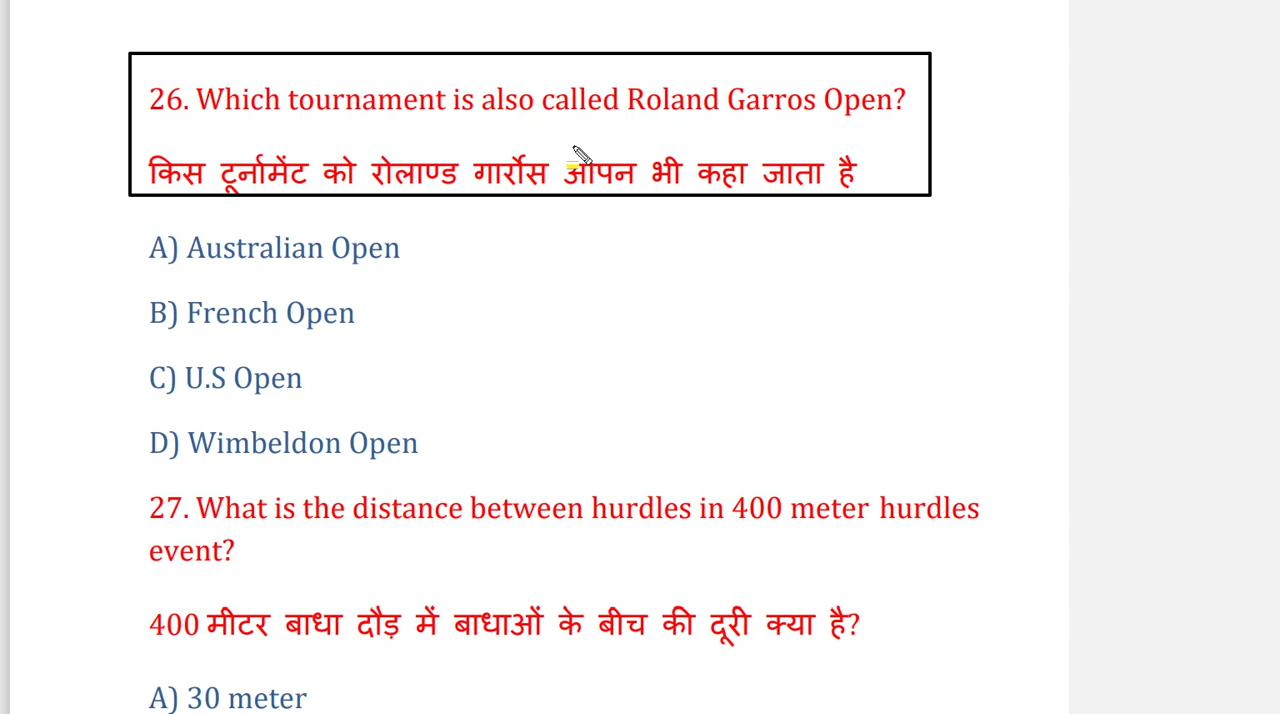 26. Which tournament is also called Roland Garros Open?
किस टूर्नामेंट को रोलाण्ड गार्रोस ओपन भी कहा जाता है
A) Australian Open
B) French Open
C) U.S Open
D) Wimbeldon Open
27. What is the distance between hurdles in 400 meter hurdles
event?
400 मीटर बाधा दौड़ में बाधाओं के बीच की दूरी क्या है?
A) 30 meter